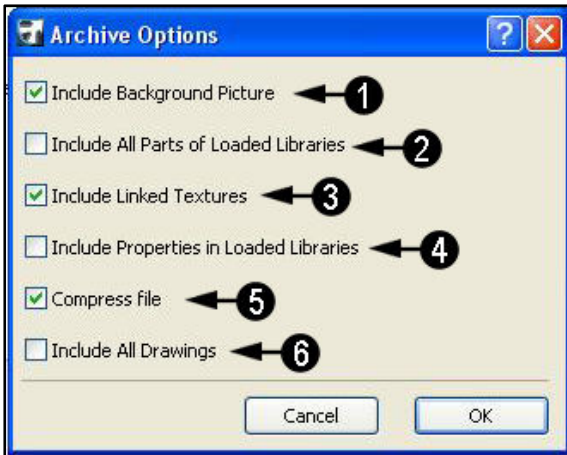 Archive Options
?
Include Background Picture 1
Include All Parts of Loaded Libraries 2
Include Linked Textures 3
Include Properties in Loaded Libraries 4
Compress file 5
Include All Drawings 6
Cancel OK